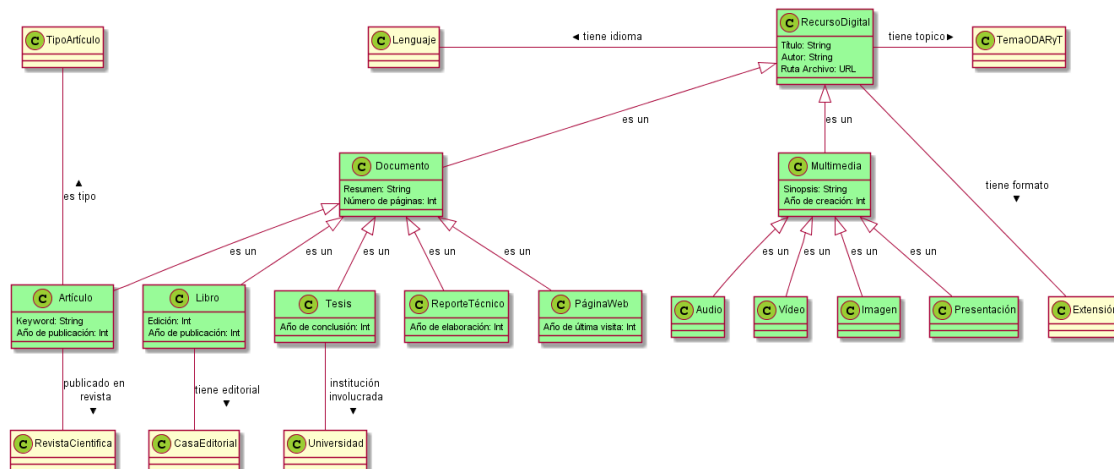 C RecursoDigital
Título: String
Autor: String
Ruta Archivo: URL
C TipoArtículo
C Lenguaje
◄ tiene idioma
tiene topico►
C TemaODARyT
es un
es un
C Documento
Resumen: String
Número de páginas: Int
C Multimedia
Sinopsis: String
Año de creación: Int
▲
es tipo
tiene formato
▼
es un
es un
es un
es un
es un
es un
es un
es un
es un
C Artículo
Keyword: String
Año de publicación: Int
C Libro
Edición: Int
Año de publicación: Int
C Tesis
Año de conclusión: Int
C ReporteTécnico
Año de elaboración: Int
C PáginaWeb
Año de última visita: Int
C Audio
C Vídeo
C Imagen
C Presentación
C Extensión
publicado en
revista
▼
tiene editorial
▼
institución
involucrada
▼
C RevistaCientifica
C CasaEditorial
C Universidad